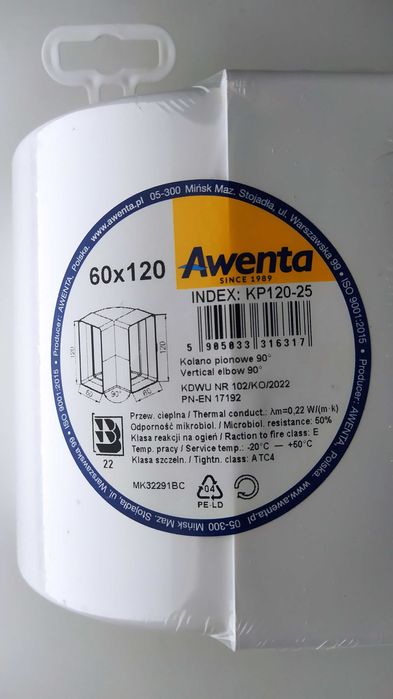 05-300 Mińsk Maz. Stojadła, ul. Warszawska 99 • ISO 9001:2015 • Producer: AWENTA, Polska. www.awenta.pl
05-300 Mińsk Maz. Stojadła, ul. Warszawska 99 • ISO 9001:2015 • Producer: AWENTA, Polska. www.awenta.pl
Awenta
SINCE 1989
60x120
INDEX: KP120-25
5 905033 316317
120
120
60
90°
60
Kolano pionowe 90°
Vertical elbow 90°
KDWU NR 102/KO/2022
PN-EN 17192
B
22
Przew. cieplna / Thermal conduct.: λm=0,22 W/(m·k)
Odporność mikrobiol. / Microbiol. resistance: 50%
Klasa reakcji na ogień / Raction to fire class: E
Temp. pracy / Service temp.: -20°C — +50°C
Klasa szczeln. / Tightn. class: ATC4
MK32291BC
04
PE-LD